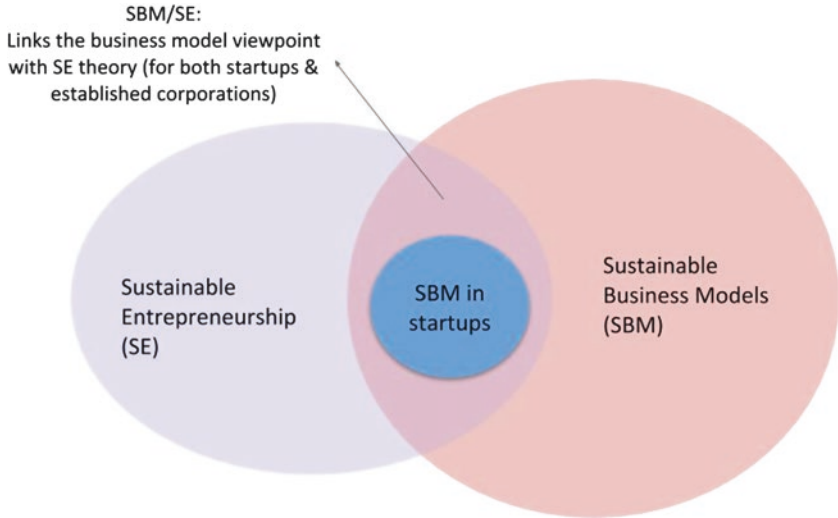 SBM/SE:
Links the business model viewpoint
with SE theory (for both startups &
established corporations)
Sustainable
Entrepreneurship
(SE)
SBM in
startups
Sustainable
Business Models
(SBM)